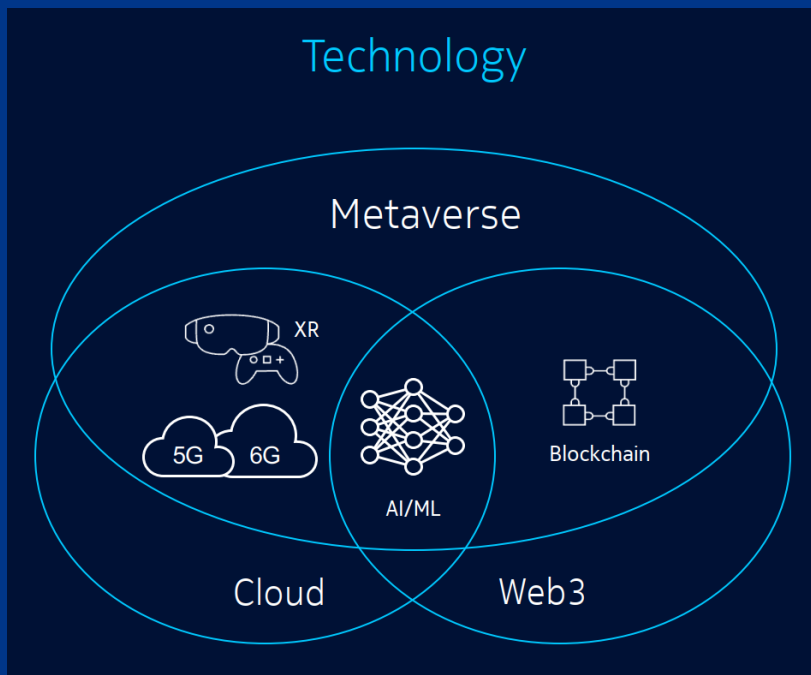 Technology
Metaverse
XR
5G 6G
Blockchain
AI/ML
Cloud Web3